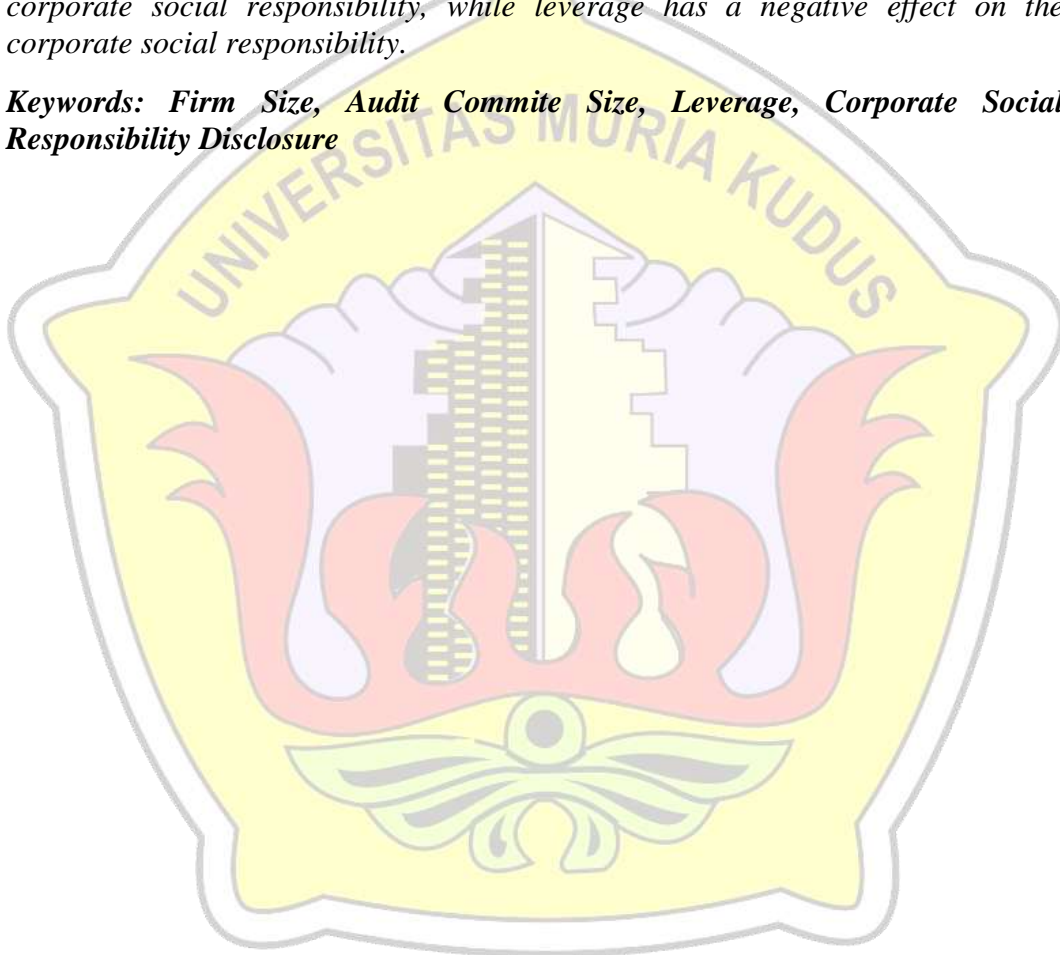 corporate social responsibility, while leverage has a negative effect on the
corporate social responsibility.
Keywords: Firm Size, Audit Commite Size, Leverage, Corporate Social
Responsibility Disclosure
UNIVERSITAS MURIA KUDUS